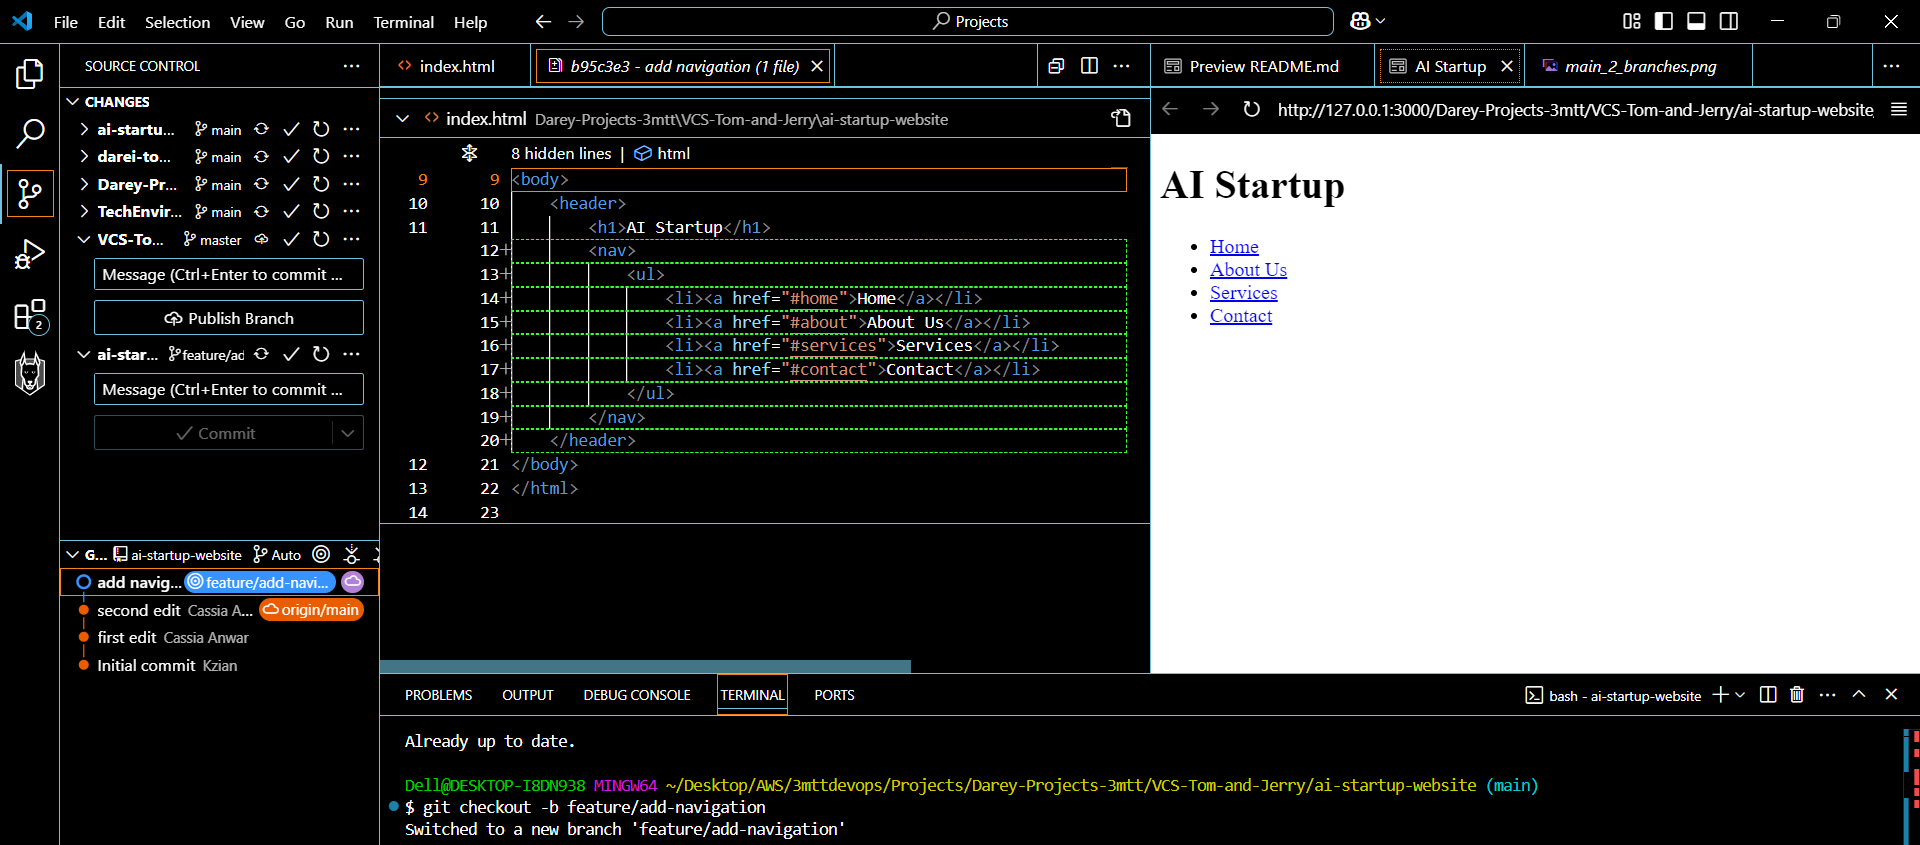 File Edit Selection View Go Run Terminal Help
Projects
SOURCE CONTROL
CHANGES
ai-startu... main
darei-to... main
Darey-Pr... main
TechEnvir... main
VCS-To... master
Message (Ctrl+Enter to commit ...
Publish Branch
ai-star... feature/ad
Message (Ctrl+Enter to commit ...
Commit
2
G... ai-startup-website Auto
add navig... feature/add-navi...
second edit Cassia A... origin/main
first edit Cassia Anwar
Initial commit Kzian
index.html
b95c3e3 - add navigation (1 file)
index.html Darey-Projects-3mtt\VCS-Tom-and-Jerry\ai-startup-website
8 hidden lines | html
9 9 <body>
10 10 <header>
11 11 <h1>AI Startup</h1>
12+ <nav>
13+ <ul>
14+ <li><a href="#home">Home</a></li>
15+ <li><a href="#about">About Us</a></li>
16+ <li><a href="#services">Services</a></li>
17+ <li><a href="#contact">Contact</a></li>
18+ </ul>
19+ </nav>
20+ </header>
12 21 </body>
13 22 </html>
14 23
Preview README.md
AI Startup
main_2_branches.png
http://127.0.0.1:3000/Darey-Projects-3mtt/VCS-Tom-and-Jerry/ai-startup-website
AI Startup
Home
About Us
Services
Contact
PROBLEMS OUTPUT DEBUG CONSOLE TERMINAL PORTS
bash - ai-startup-website
Already up to date.
Dell@DESKTOP-I8DN938 MINGW64 ~/Desktop/AWS/3mttdevops/Projects/Darey-Projects-3mtt/VCS-Tom-and-Jerry/ai-startup-website (main)
$ git checkout -b feature/add-navigation
Switched to a new branch 'feature/add-navigation'